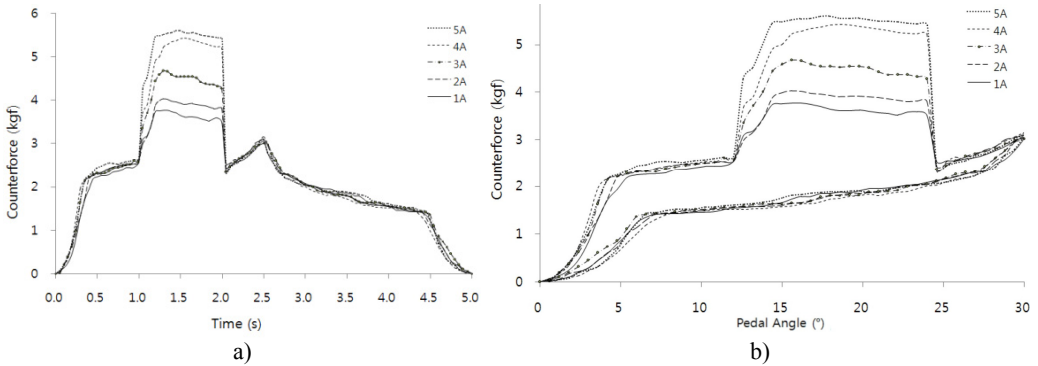 6
5
4
3
2
1
0
Counterforce (kgf)
0.0 0.5 1.0 1.5 2.0 2.5 3.0 3.5 4.0 4.5 5.0
Time (s)
5A
4A
3A
2A
1A
a)
5
4
3
2
1
0
Counterforce (kgf)
0 5 10 15 20 25 30
Pedal Angle (°)
5A
4A
3A
2A
1A
b)